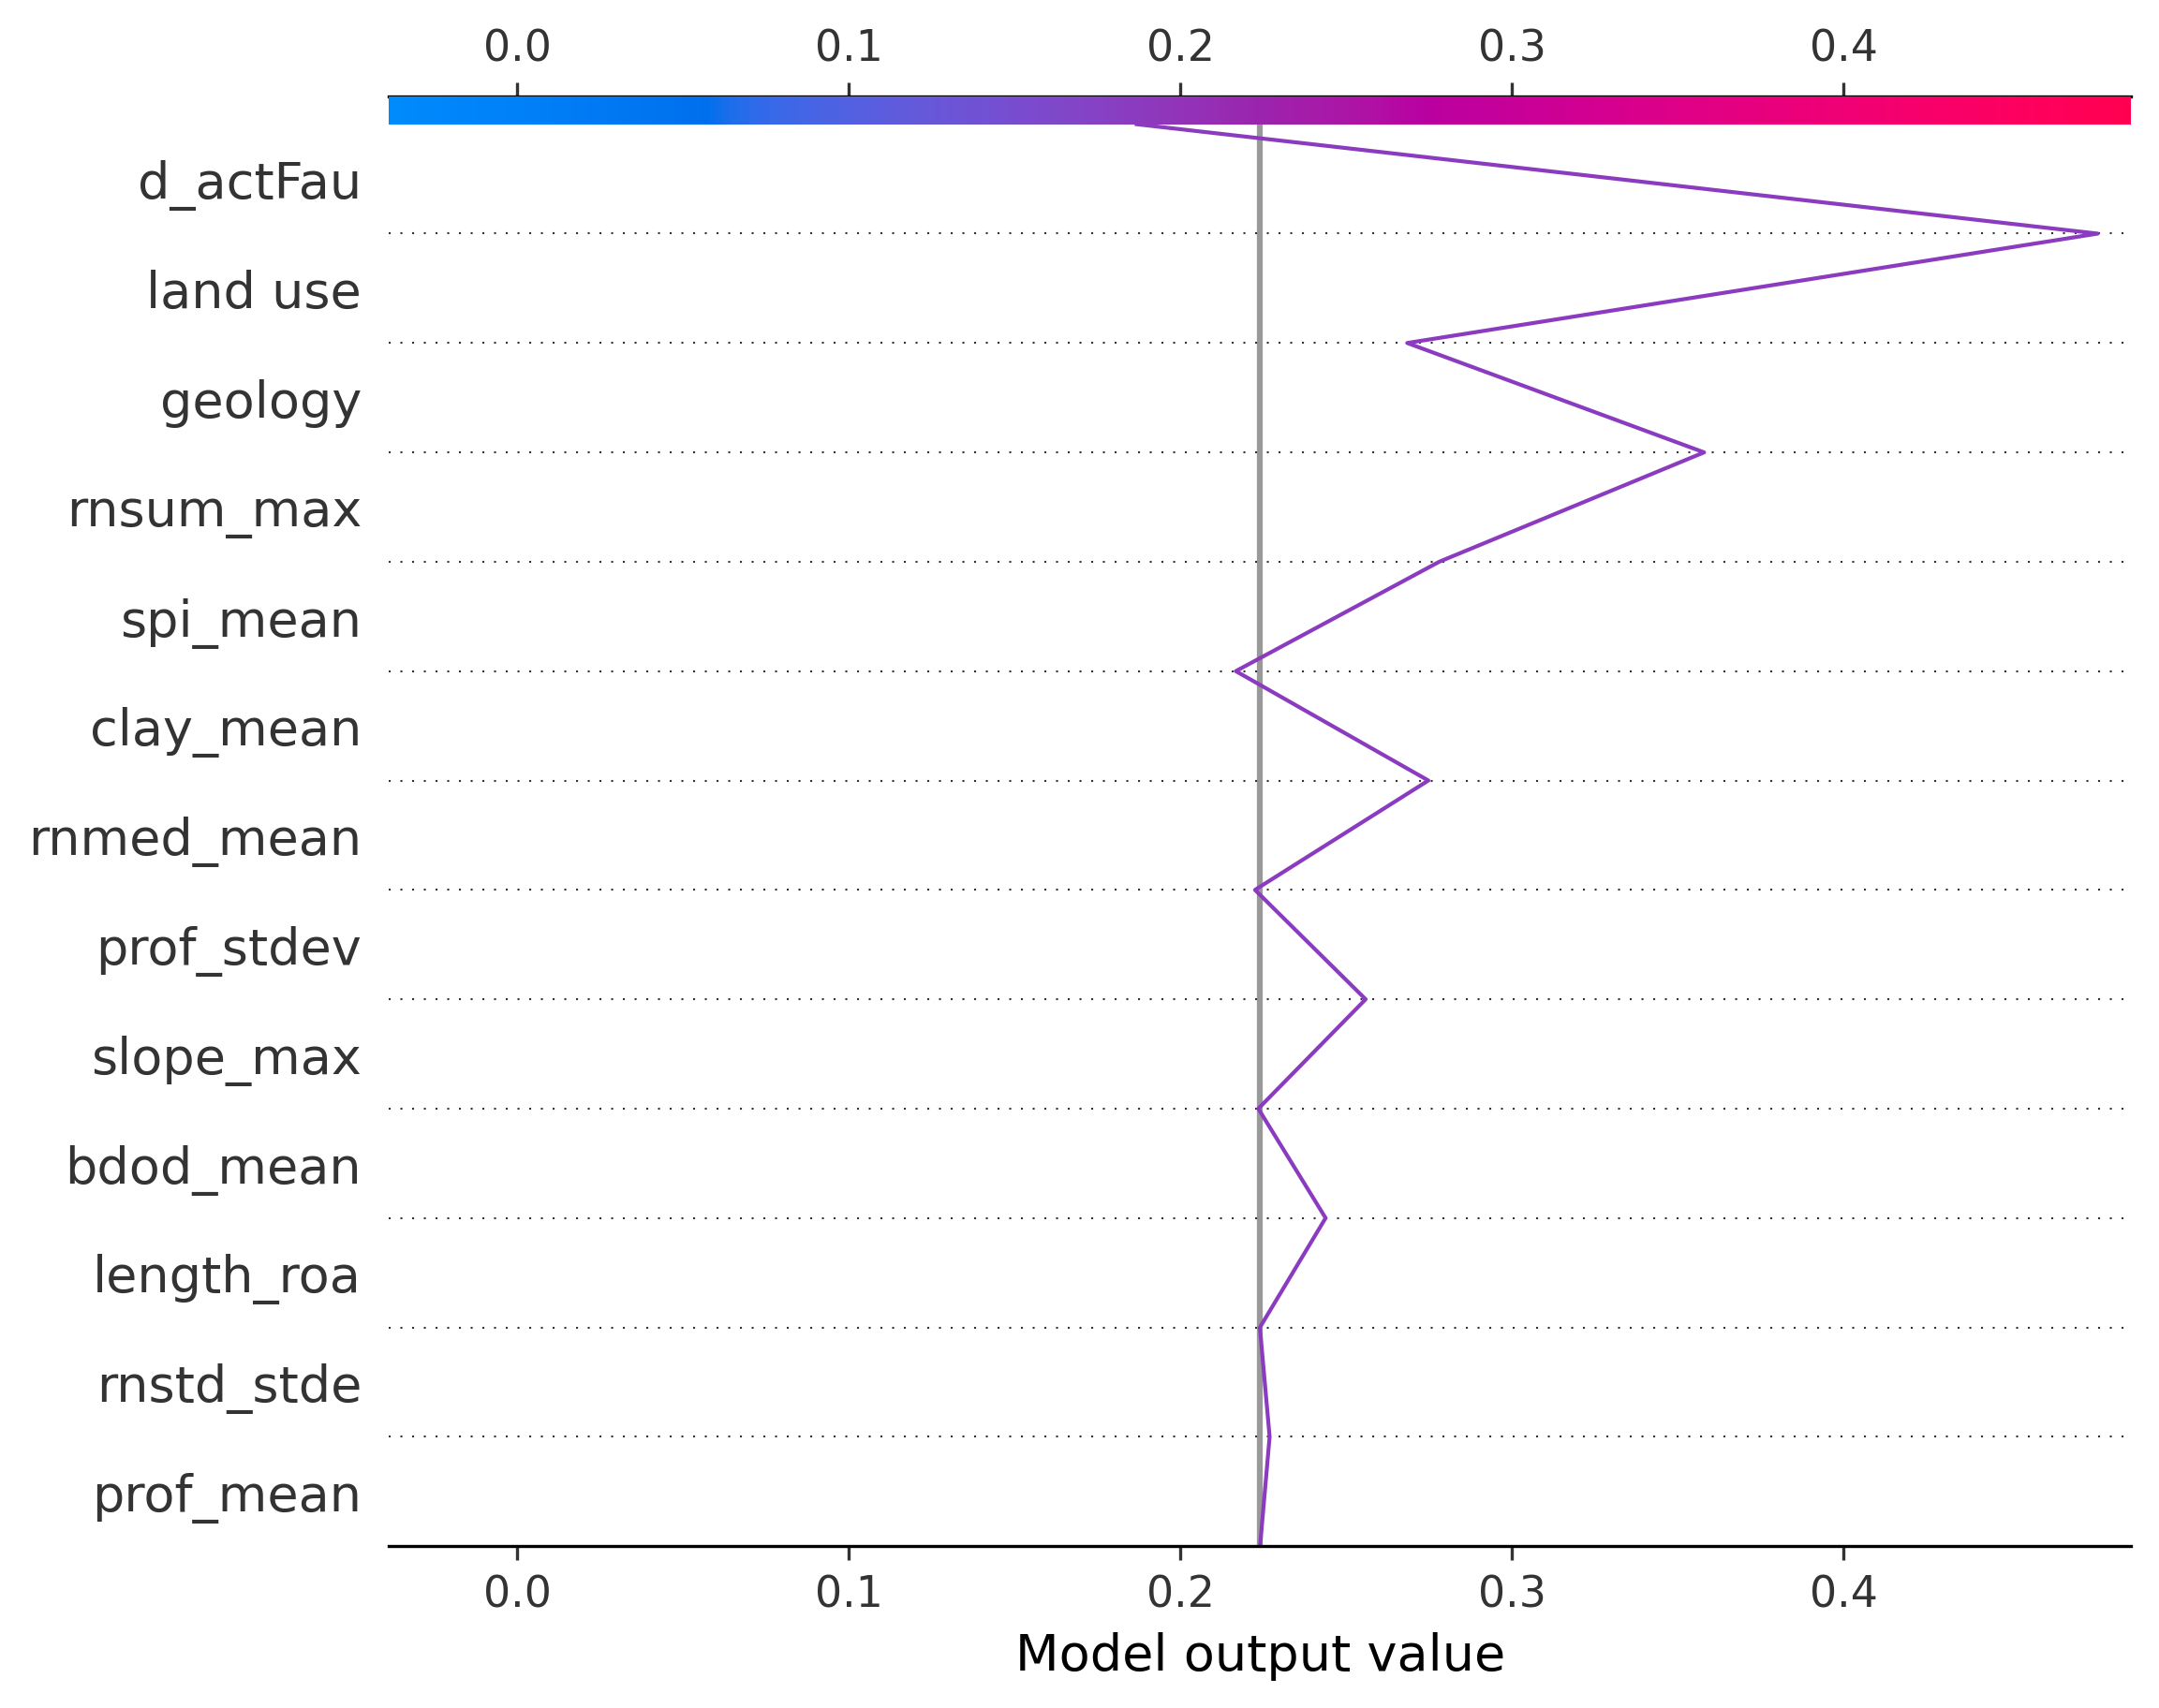 0.0 0.1 0.2 0.3 0.4
d_actFau
land use
geology
rnsum_max
spi_mean
clay_mean
rnmed_mean
prof_stdev
slope_max
bdod_mean
length_roa
rnstd_stde
prof_mean
0.0 0.1 0.2 0.3 0.4
Model output value